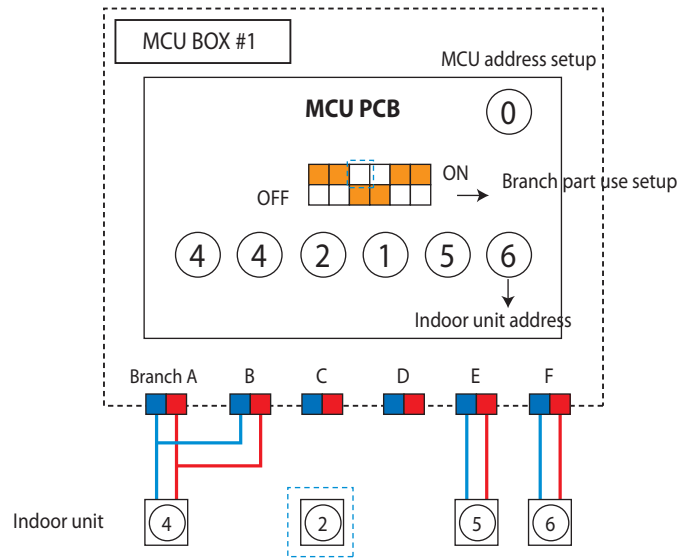 MCU BOX #1
MCU address setup
MCU PCB
0
ON
OFF
Branch part use setup
4 4 2 1 5 6
Indoor unit address
Branch A B C D E F
Indoor unit 4 2 5 6